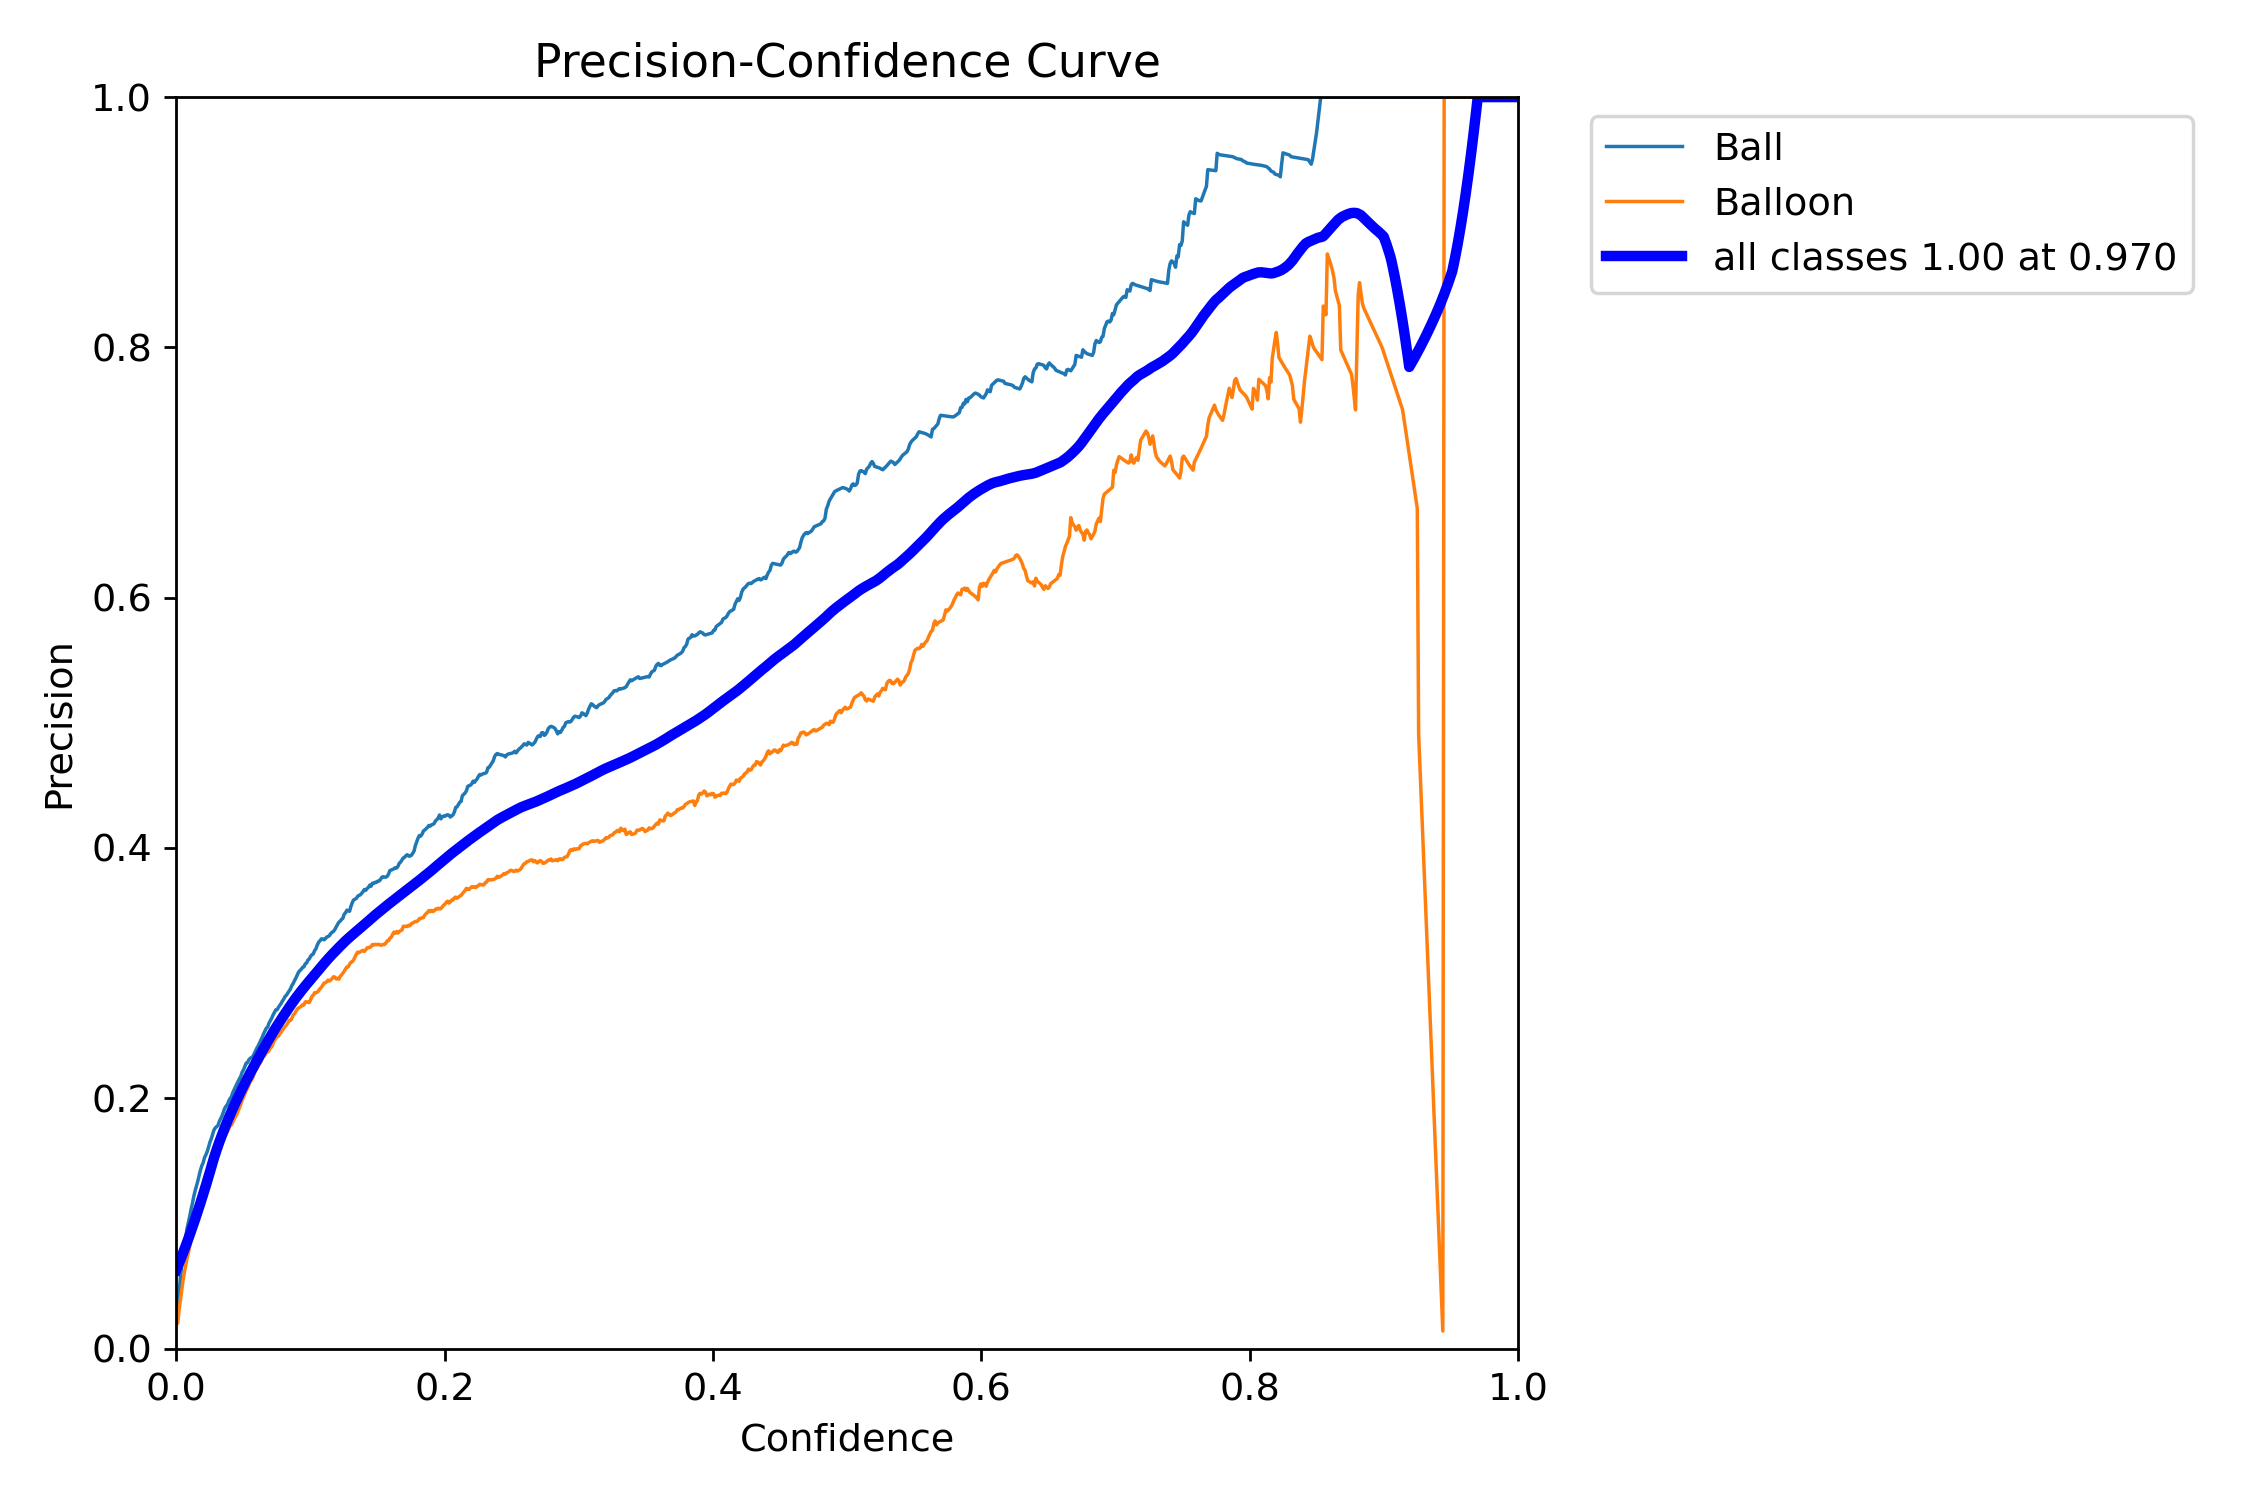 Precision-Confidence Curve
1.0
0.8
0.6
0.4
0.2
0.0
Precision
0.0 0.2 0.4 0.6 0.8 1.0
Confidence
Ball
Balloon
all classes 1.00 at 0.970